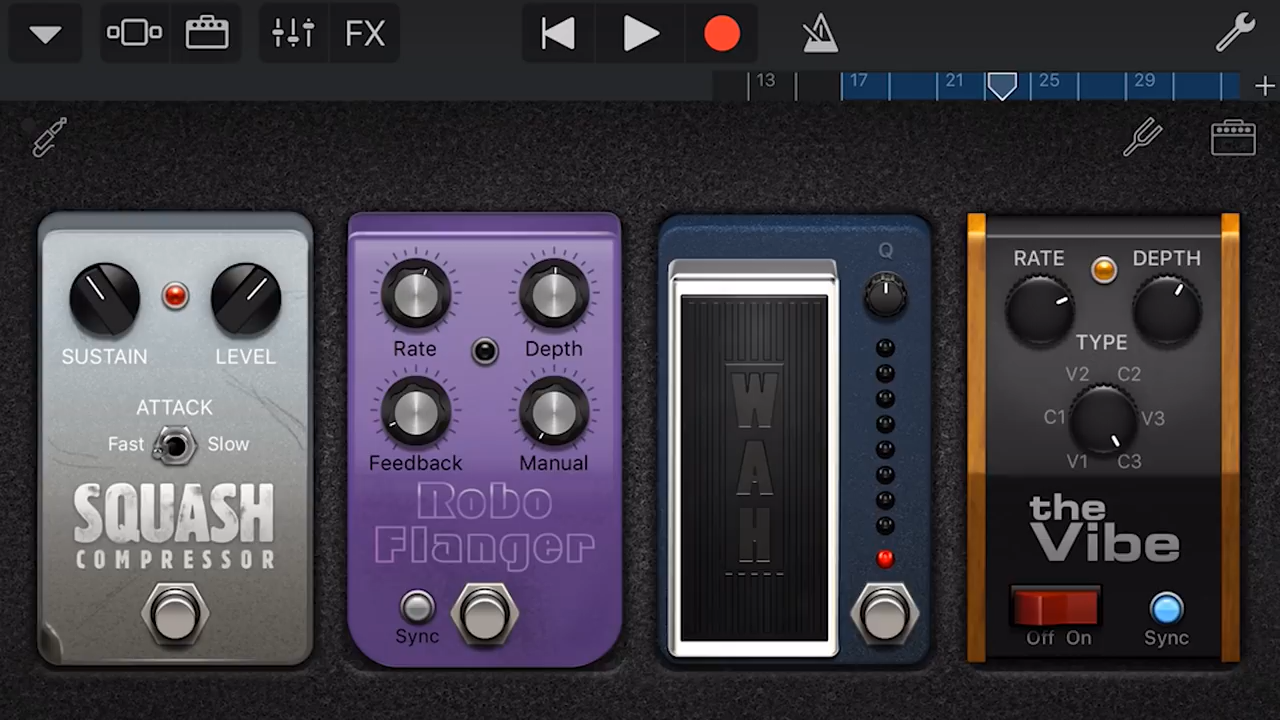 FX
13 17 21 25 29
SUSTAIN LEVEL
ATTACK
Fast Slow
SQUASH
COMPRESSOR
Rate Depth
Feedback Manual
Robo
Flanger
Sync
Q
WAH
RATE DEPTH
TYPE
V2 C2
C1 V3
V1 C3
the
Vibe
Off On Sync